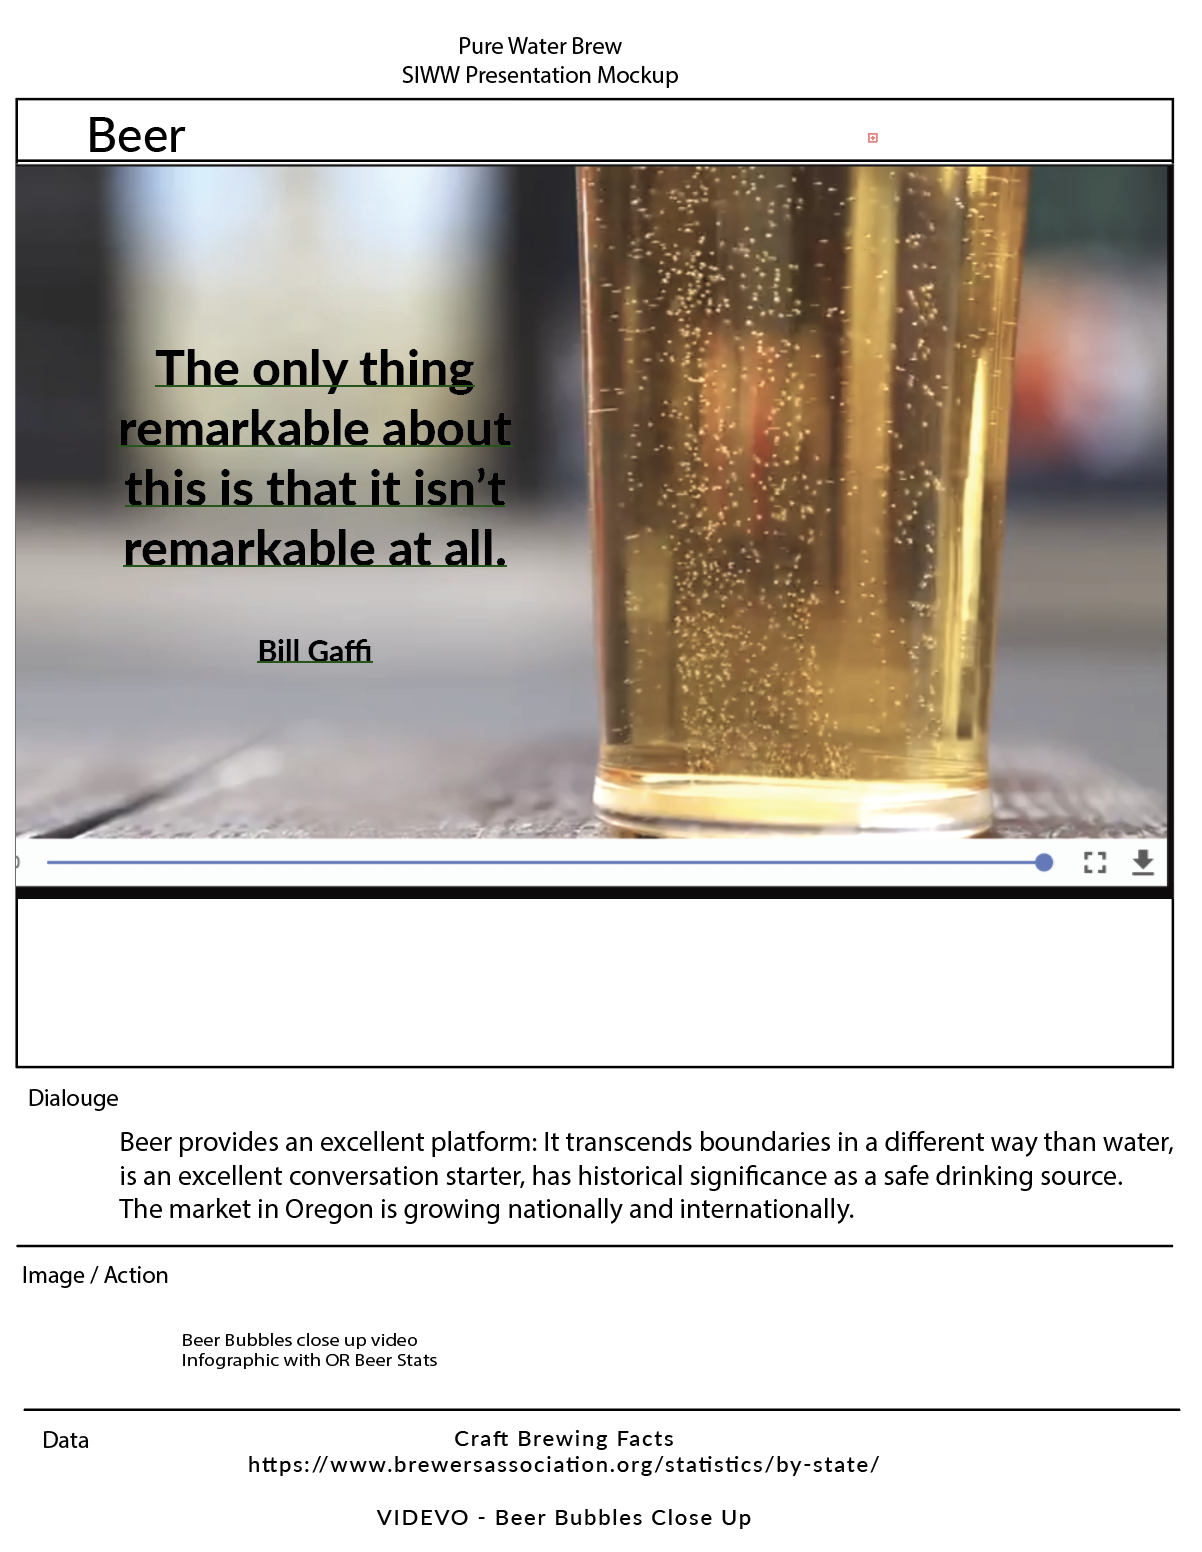 Pure Water Brew
SIWW Presentation Mockup
Beer
The only thing
remarkable about
this is that it isn’t
remarkable at all.
Bill Gaffi
Dialouge
Beer provides an excellent platform: It transcends boundaries in a different way than water,
is an excellent conversation starter, has historical significance as a safe drinking source.
The market in Oregon is growing nationally and internationally.
Image / Action
Beer Bubbles close up video
Infographic with OR Beer Stats
Data
Craft Brewing Facts
https://www.brewersassociation.org/statistics/by-state/
VIDEVO - Beer Bubbles Close Up